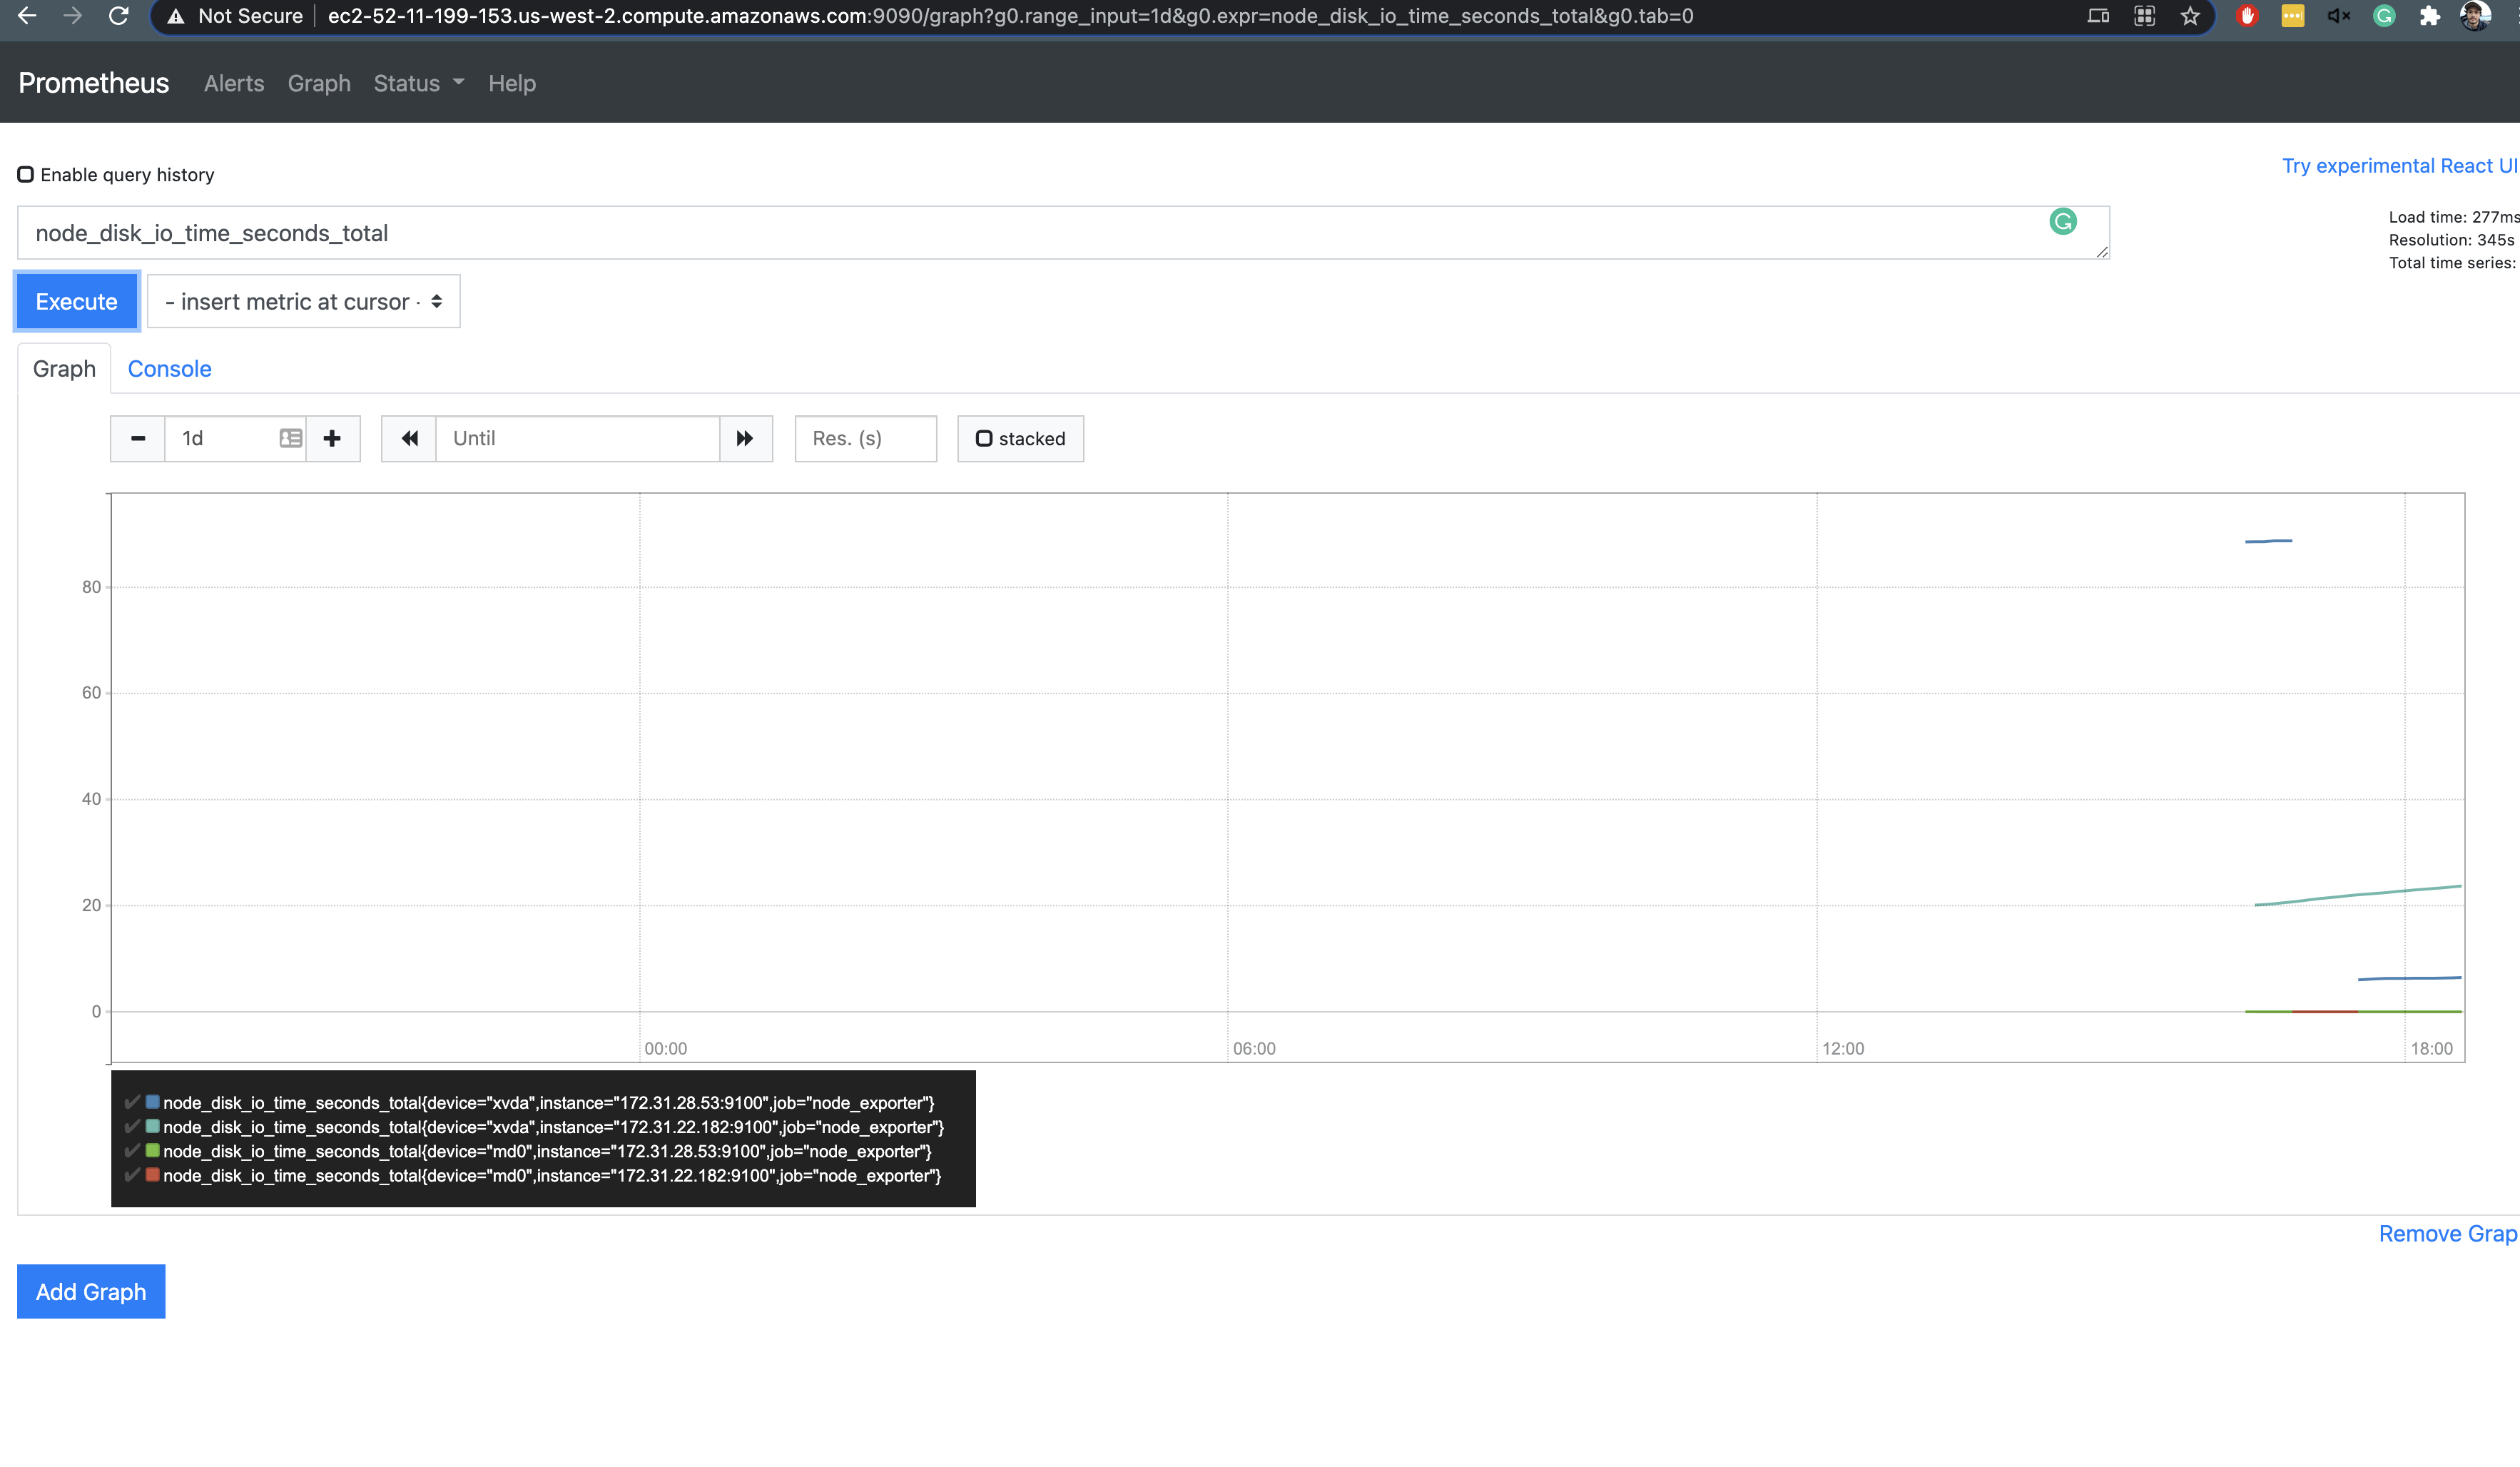 Not Secure ec2-52-11-199-153.us-west-2.compute.amazonaws.com:9090/graph?g0.range_input=1d&g0.expr=node_disk_io_time_seconds_total&g0.tab=0
Prometheus Alerts Graph Status Help
Enable query history
Try experimental React UI
node_disk_io_time_seconds_total
Load time: 277ms
Resolution: 345s
Total time series:
Execute - insert metric at cursor -
Graph Console
1d Until Res. (s) stacked
80
60
40
20
0
00:00 06:00 12:00 18:00
node_disk_io_time_seconds_total{device="xvda",instance="172.31.28.53:9100",job="node_exporter"}
node_disk_io_time_seconds_total{device="xvda",instance="172.31.22.182:9100",job="node_exporter"}
node_disk_io_time_seconds_total{device="md0",instance="172.31.28.53:9100",job="node_exporter"}
node_disk_io_time_seconds_total{device="md0",instance="172.31.22.182:9100",job="node_exporter"}
Remove Grap
Add Graph